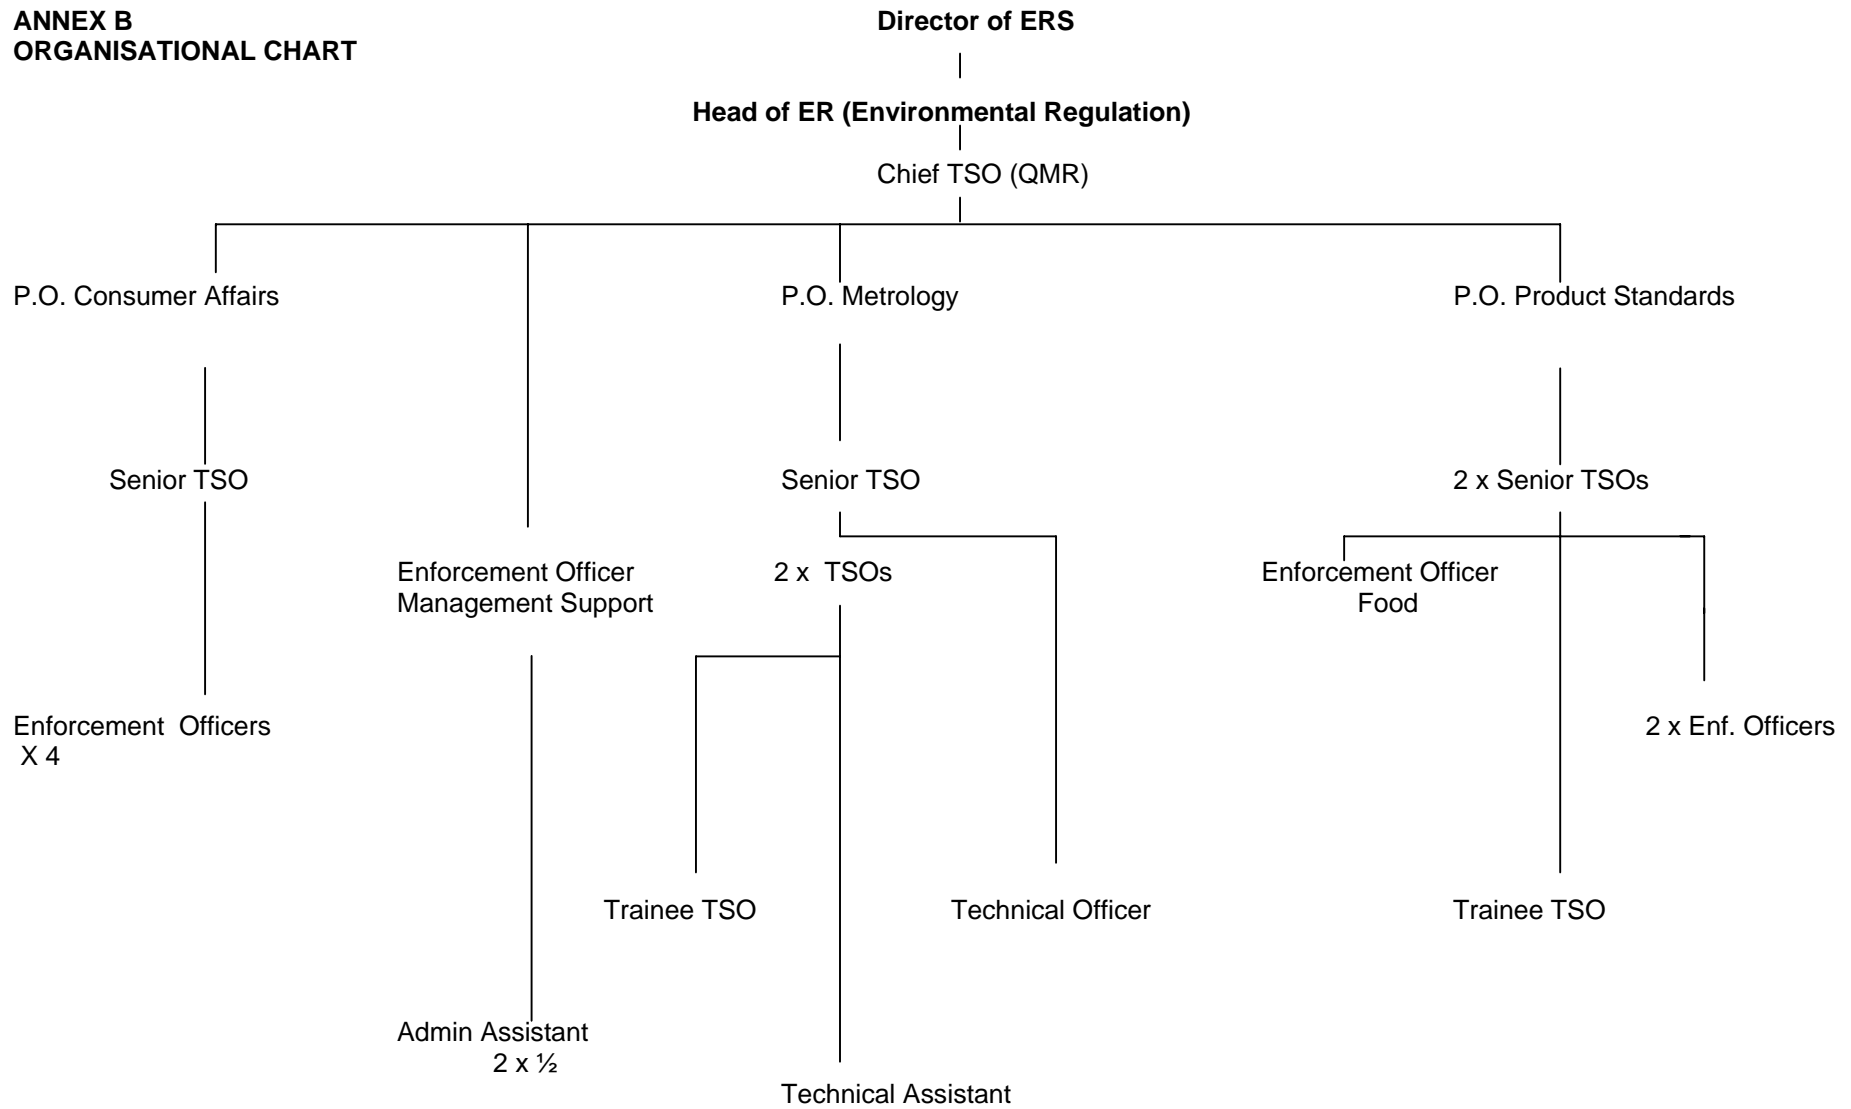 ANNEX B
ORGANISATIONAL CHART
Director of ERS
Head of ER (Environmental Regulation)
Chief TSO (QMR)
P.O. Consumer Affairs
P.O. Metrology
P.O. Product Standards
Senior TSO
Senior TSO
2 x Senior TSOs
Enforcement Officer
Management Support
2 x  TSOs
Enforcement Officer
Food
Enforcement  Officers
X 4
2 x Enf. Officers
Trainee TSO
Technical Officer
Trainee TSO
Admin Assistant
2 x ½
Technical Assistant